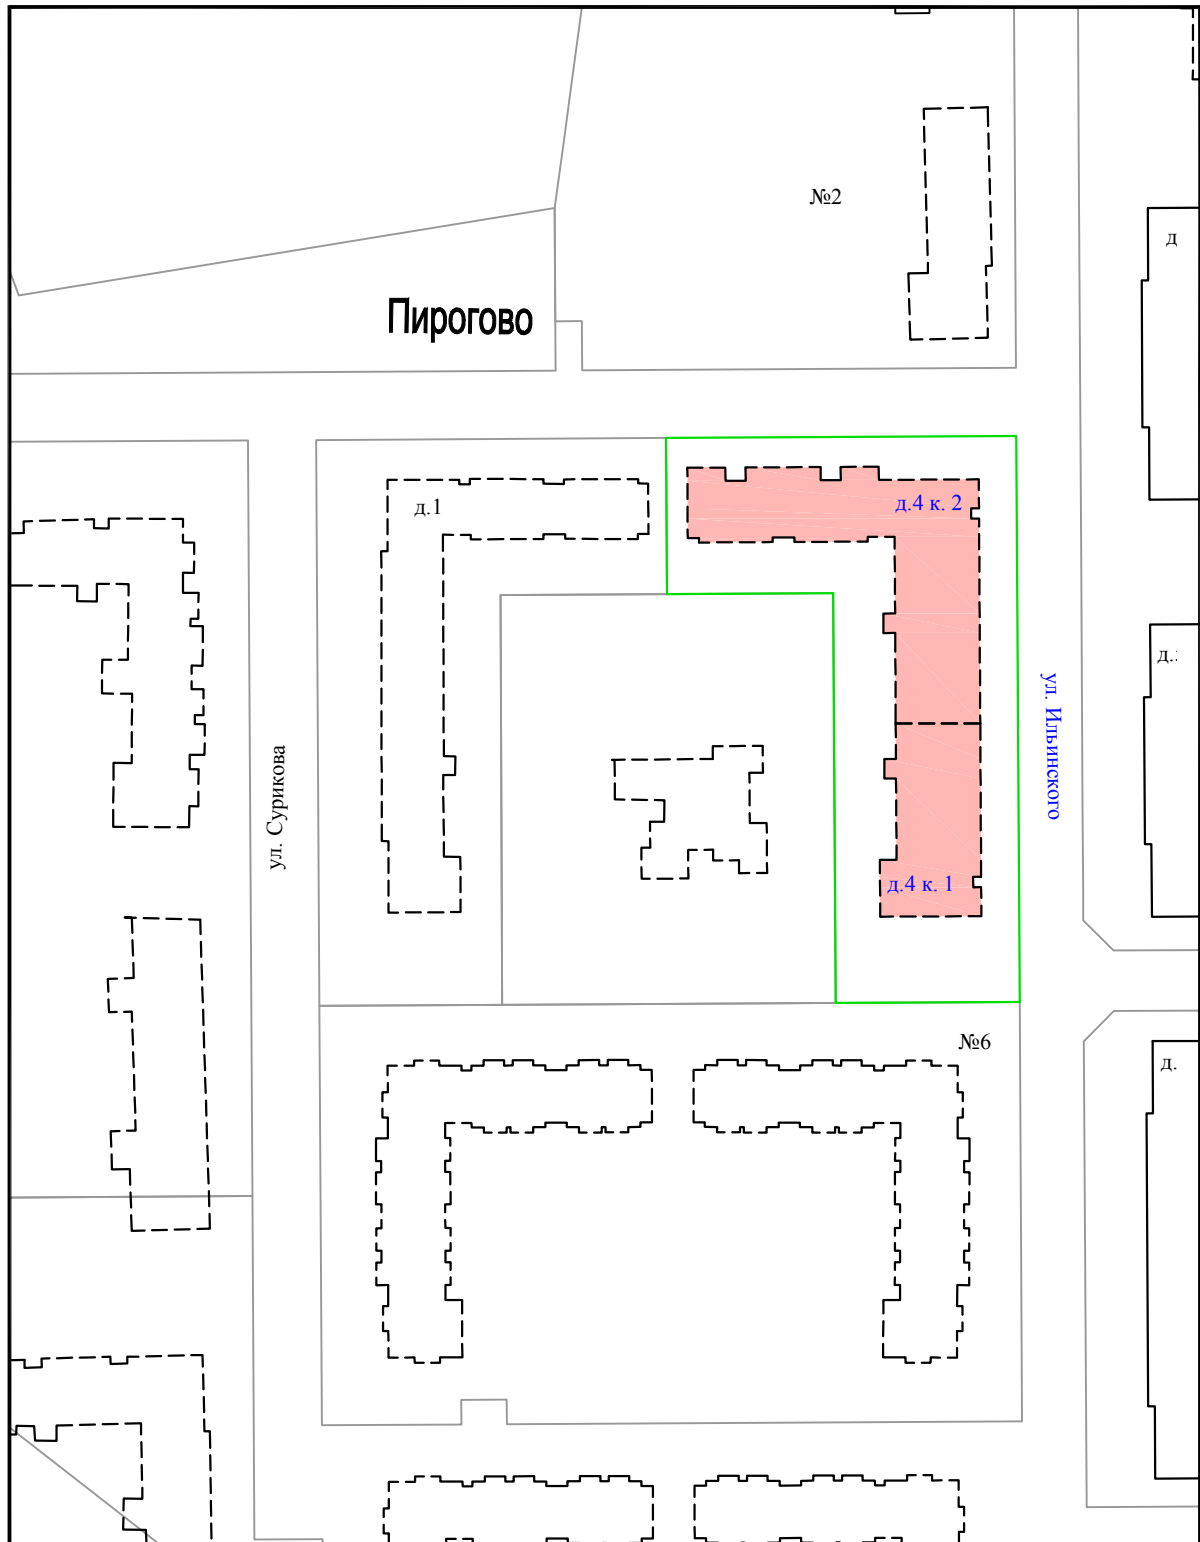 №2
д
Пирогово
д.1
д.4 к. 2
д.:
ул. Ильинского
ул. Сурикова
д.4 к. 1
№6
д.